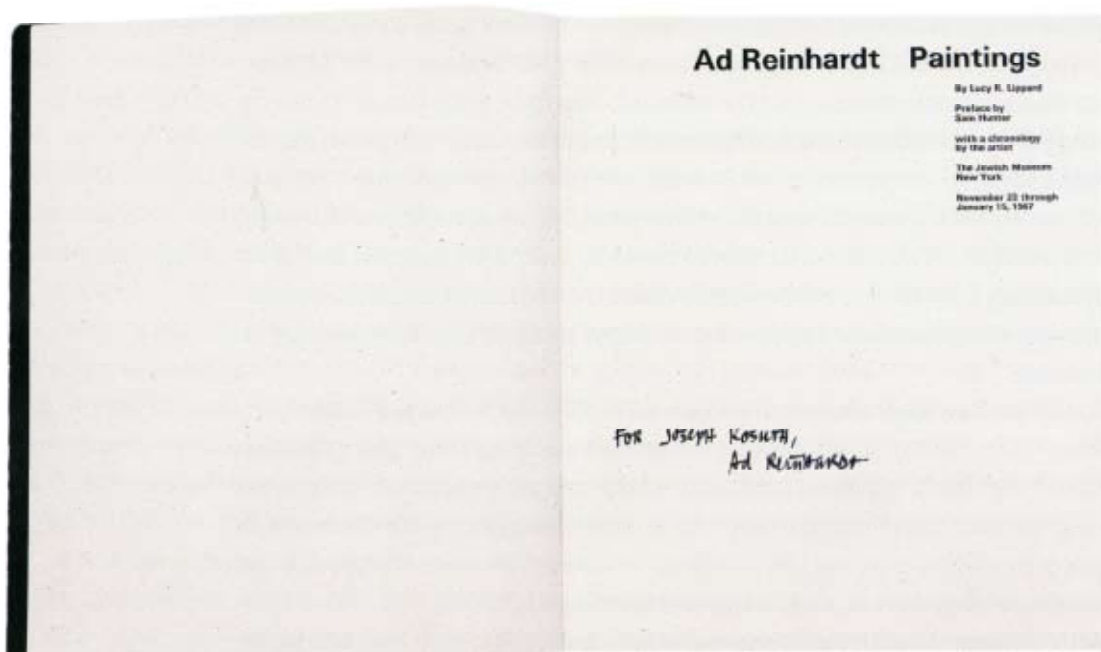 Ad Reinhardt Paintings
By Lucy R. Lippard
Preface by
Sam Hunter
with a chronology
by the artist
The Jewish Museum
New York
November 23 through
January 15, 1967
FOR JOSEPH KOSUTH,
Ad Reinhardt